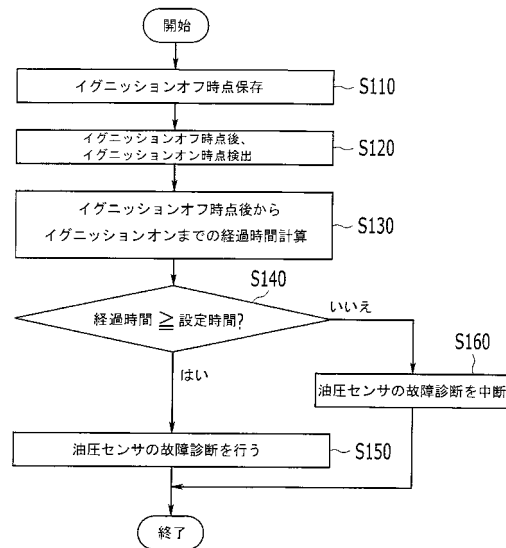 開始
イグニッションオフ時点保存
S110
イグニッションオフ時点後、
イグニッションオン時点検出
S120
イグニッションオフ時点後から
イグニッションオンまでの経過時間計算
S130
S140
経過時間 ≧ 設定時間?
いいえ
はい
S160
油圧センサの故障診断を中断
油圧センサの故障診断を行う
S150
終了